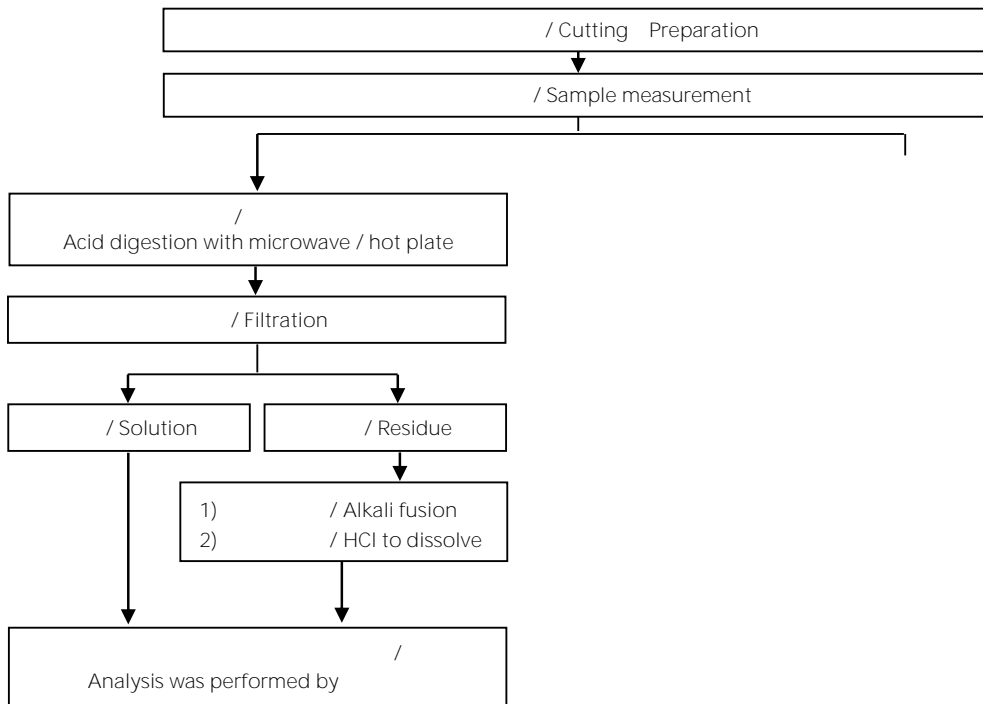 / Cutting Preparation
/ Sample measurement
/
Acid digestion with microwave / hot plate
/ Filtration
/ Solution
/ Residue
1) / Alkali fusion
2) / HCl to dissolve
/
Analysis was performed by